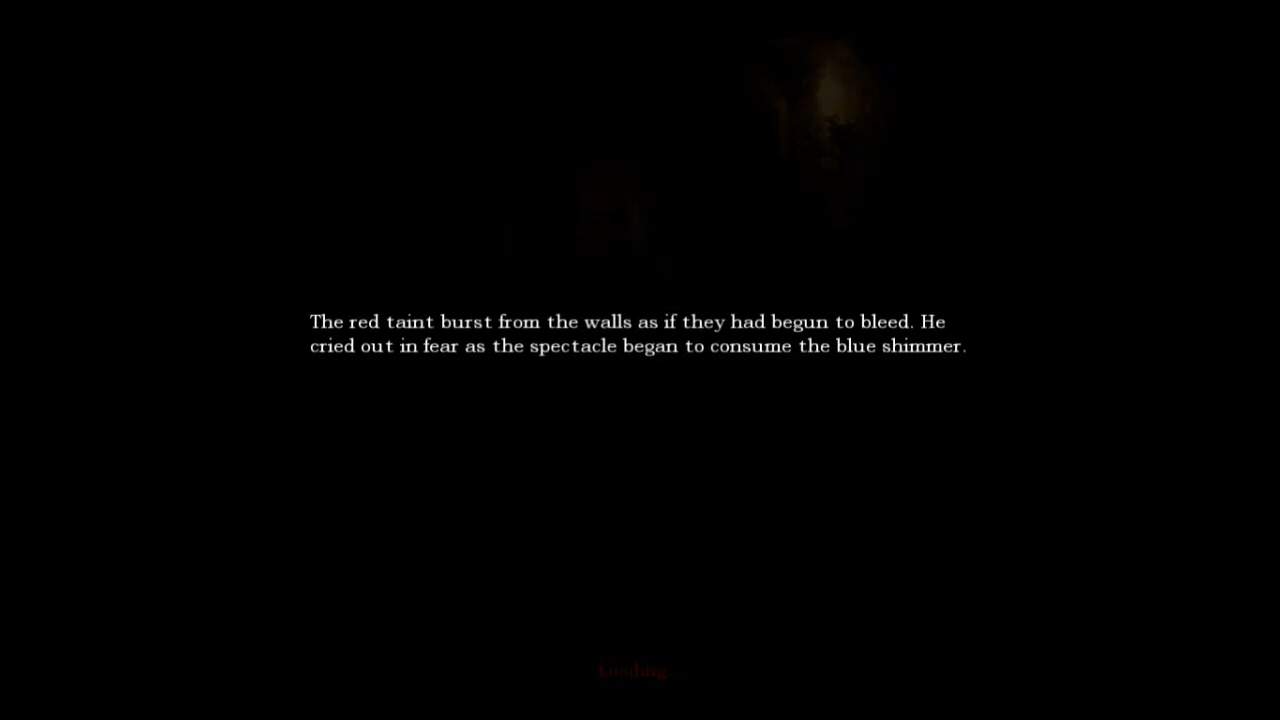 The red taint burst from the walls as if they had begun to bleed. He
cried out in fear as the spectacle began to consume the blue shimmer.
Loading